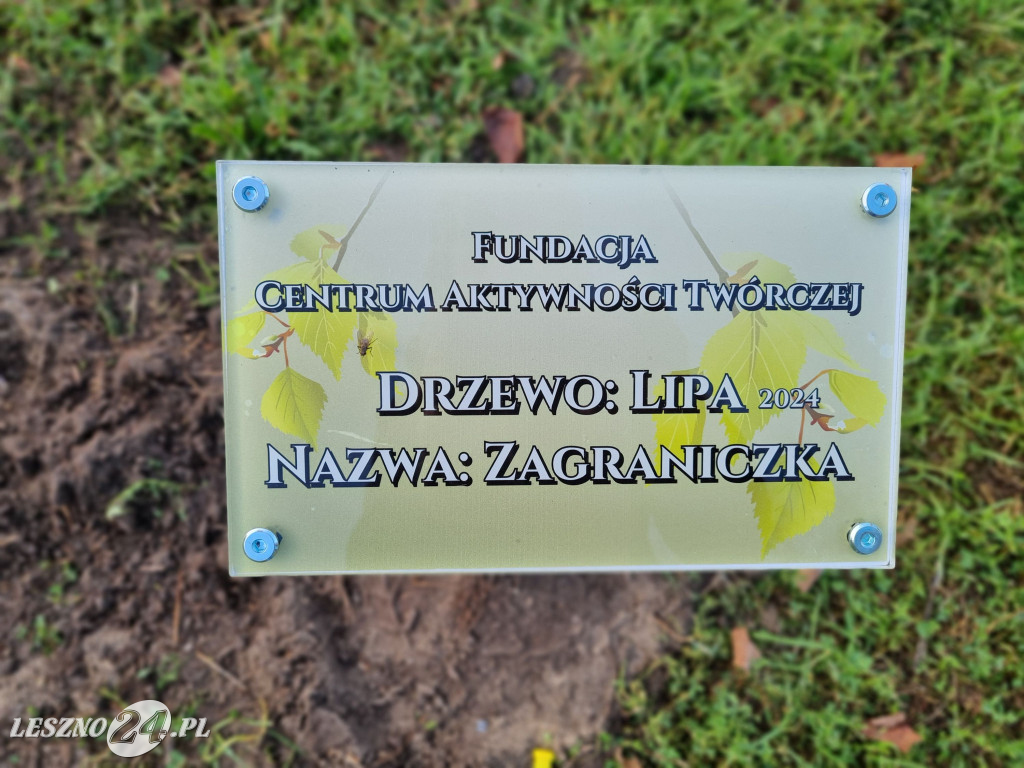 Fundacja
Centrum Aktywności Twórczej
Drzewo: Lipa 2024
Nazwa: Zagraniczka
LESZNO24.PL